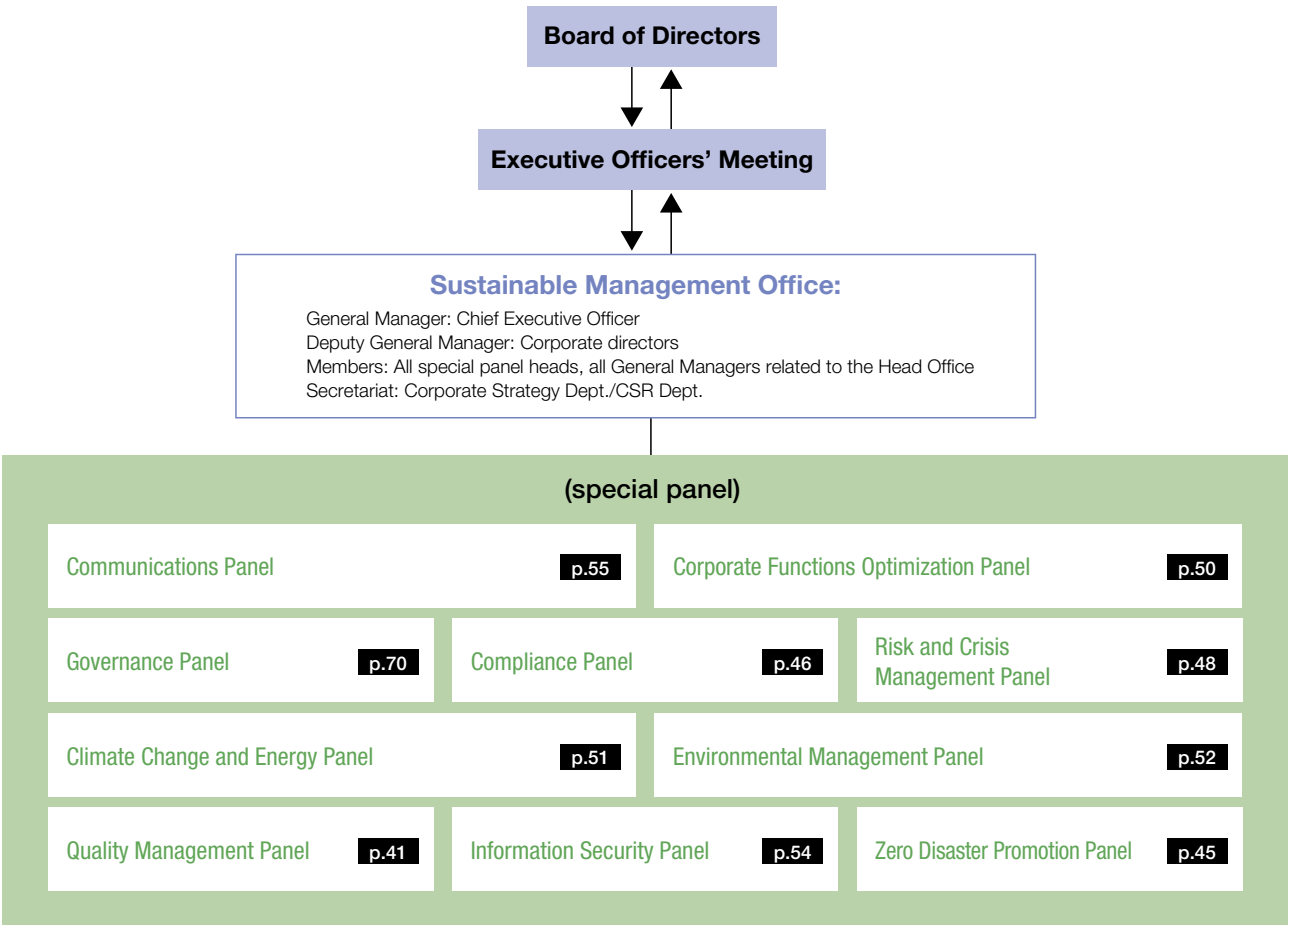 Board of Directors
Executive Officers’ Meeting
Sustainable Management Office:
General Manager: Chief Executive Officer
Deputy General Manager: Corporate directors
Members: All special panel heads, all General Managers related to the Head Office
Secretariat: Corporate Strategy Dept./CSR Dept.
(special panel)
Communications Panel p.55
Corporate Functions Optimization Panel p.50
Governance Panel p.70
Compliance Panel p.46
Risk and Crisis
Management Panel p.48
Climate Change and Energy Panel p.51
Environmental Management Panel p.52
Quality Management Panel p.41
Information Security Panel p.54
Zero Disaster Promotion Panel p.45